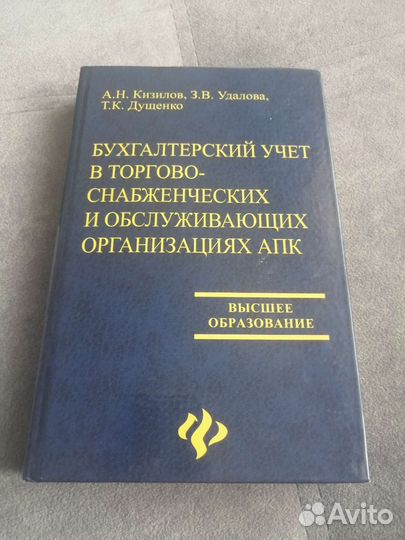 А.Н. Кизилов, З.В. Удалова,
Т.К. Дущенко
БУХГАЛТЕРСКИЙ УЧЕТ
В ТОРГОВО-
СНАБЖЕНЧЕСКИХ
И ОБСЛУЖИВАЮЩИХ
ОРГАНИЗАЦИЯХ АПК
ВЫСШЕЕ
ОБРАЗОВАНИЕ
Avito